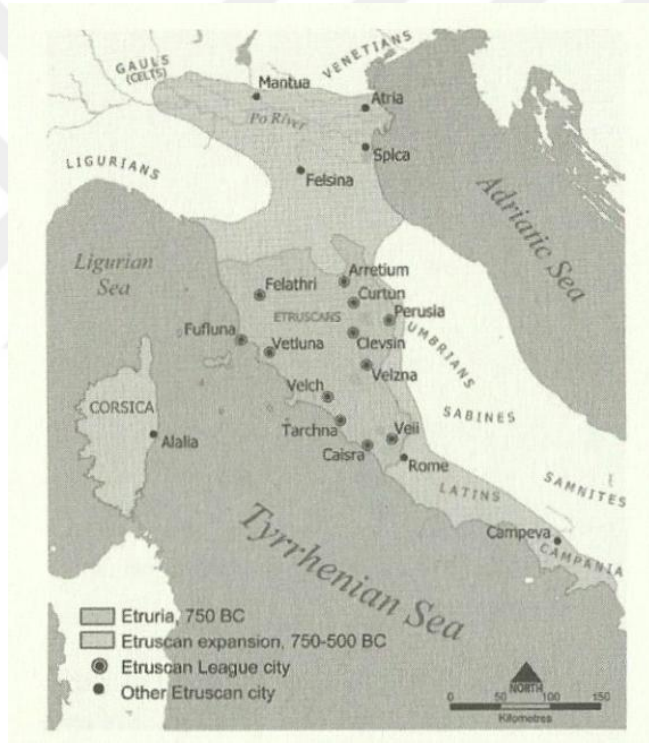 GAULS
(CELTS)
VENETIANS
Mantua
Atria
Po River
Spica
LIGURIANS
Felsina
Adriatic Sea
Ligurian
Sea
Arretium
Felathri
Curtun
ETRUSCANS
Perusia
Fufluna
Clevsin
UMBRIANS
Vetluna
Velzna
Velch
CORSICA
SABINES
Tarchna
Veii
Alalia
Caisra
Rome
SAMNITES
LATINS
Campeva
CAMPANIA
Tyrrhenian Sea
Etruria, 750 BC
Etruscan expansion, 750-500 BC
Etruscan League city
Other Etruscan city
NORTH
0 50 100 150
Kilometres